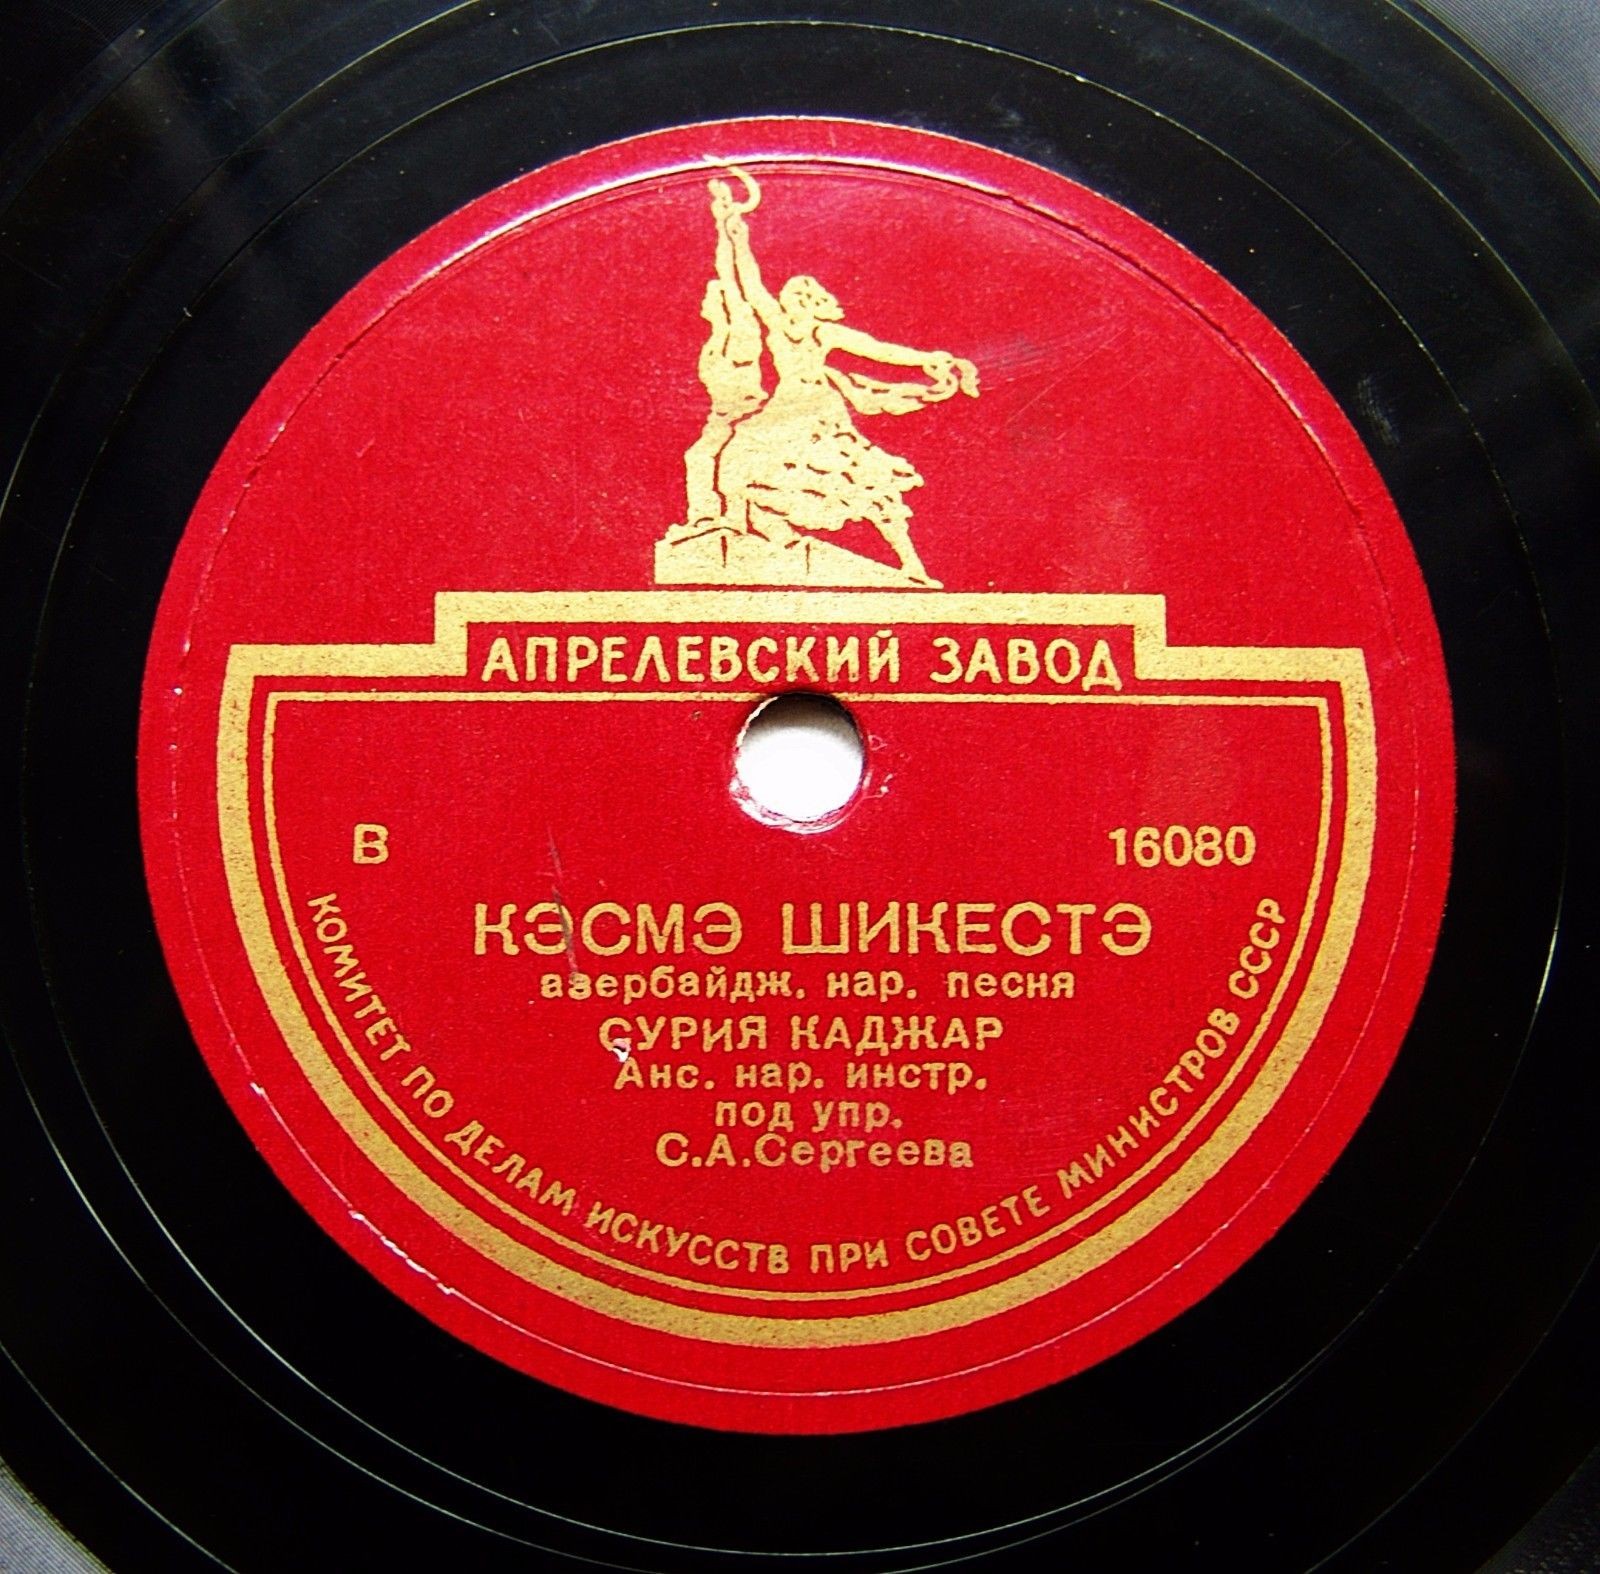 АПРЕЛЕВСКИЙ ЗАВОД
В 16080
КЭСМЭ ШИКЕСТЭ
азербайдж. нар. песня
СУРИЯ КАДЖАР
Анс. нар. инстр.
под упр.
С.А.Сергеева
КОМИТЕТ ПО ДЕЛАМ ИСКУССТВ ПРИ СОВЕТЕ МИНИСТРОВ СССР